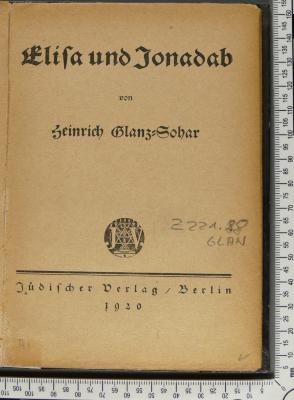 Elisa und Jonadab
von
Heinrich Glanz=Sohar
Z 221.88
GLAN
Jüdischer Verlag / Berlin
1920